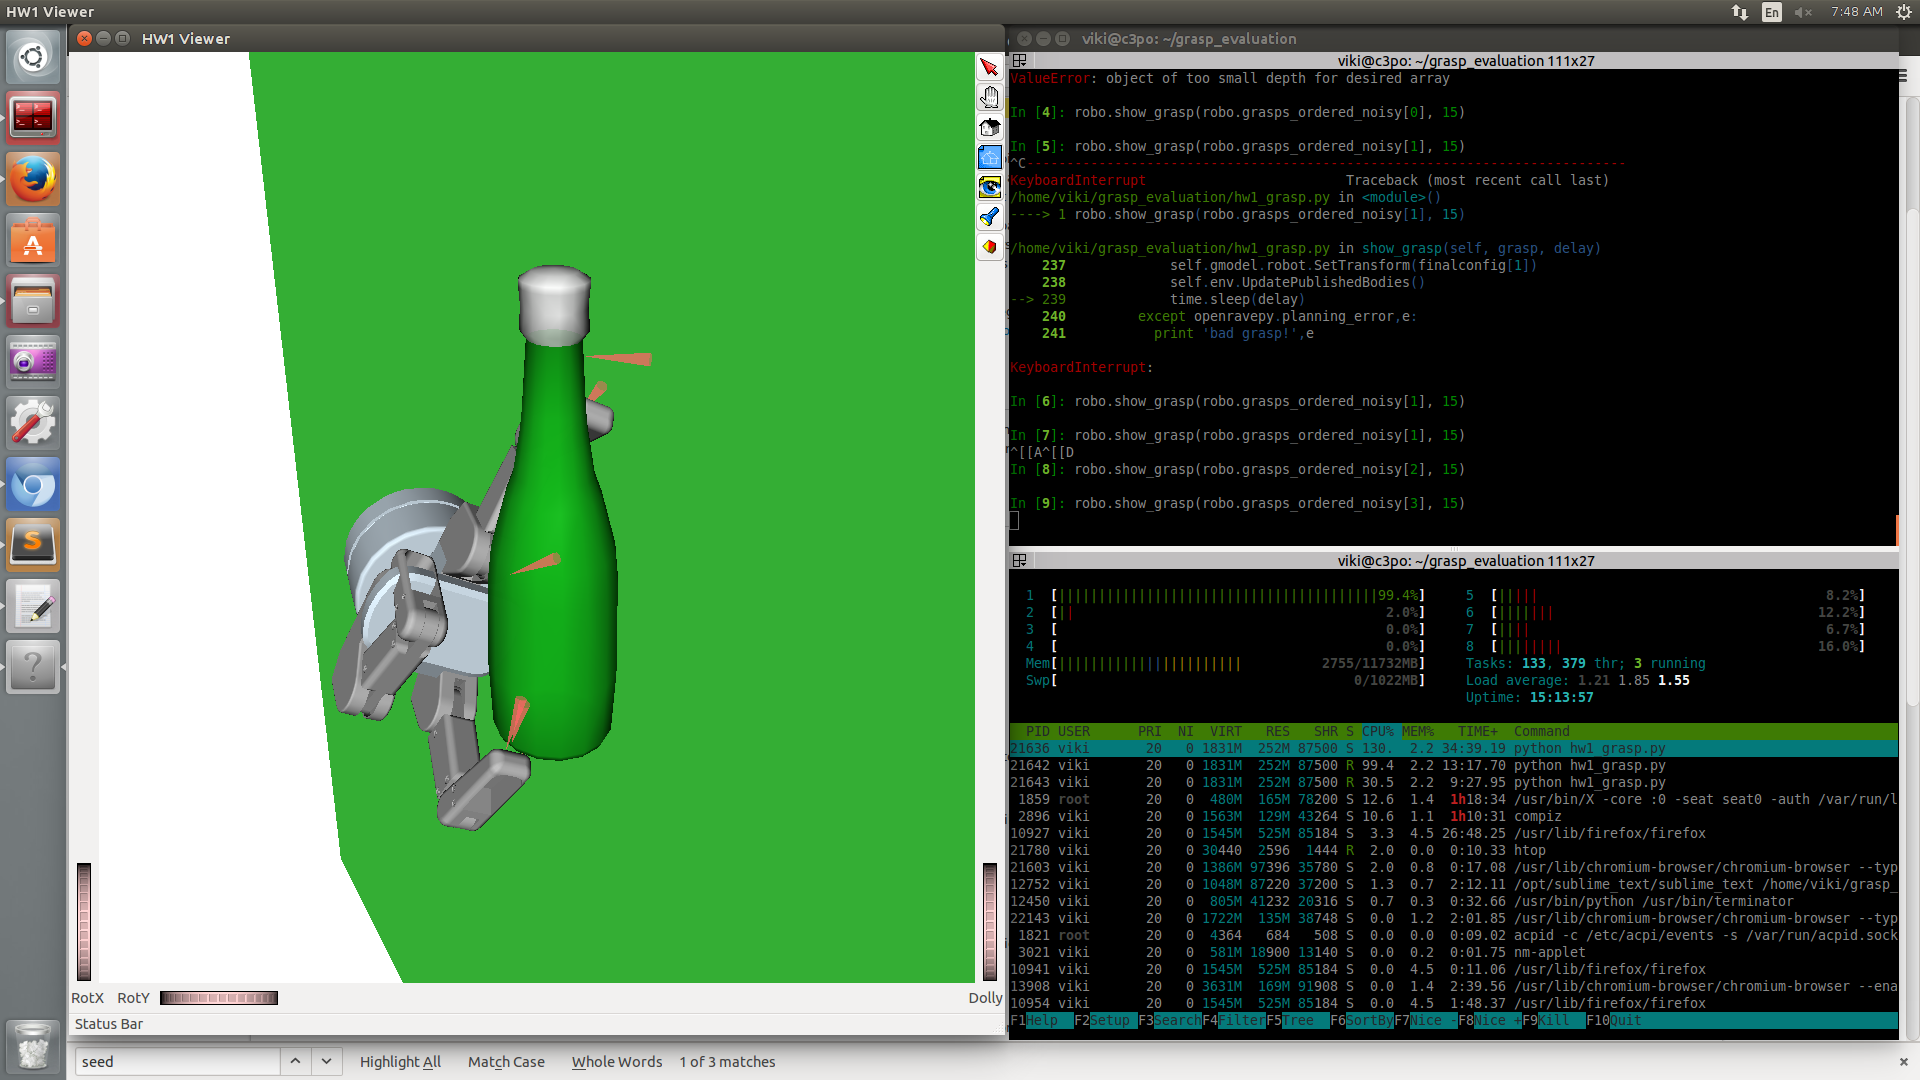 HW1 Viewer
En
7:48 AM
HW1 Viewer
RotX
RotY
Dolly
Status Bar
seed
Highlight All
Match Case
Whole Words
1 of 3 matches
viki@c3po: ~/grasp_evaluation
viki@c3po: ~/grasp_evaluation 111x27
ValueError: object of too small depth for desired array
In [4]: robo.show_grasp(robo.grasps_ordered_noisy[0], 15)
In [5]: robo.show_grasp(robo.grasps_ordered_noisy[1], 15)
^C---------------------------------------------------------------------------
KeyboardInterrupt                         Traceback (most recent call last)
/home/viki/grasp_evaluation/hw1_grasp.py in <module>()
----> 1 robo.show_grasp(robo.grasps_ordered_noisy[1], 15)
/home/viki/grasp_evaluation/hw1_grasp.py in show_grasp(self, grasp, delay)
    237             self.gmodel.robot.SetTransform(finalconfig[1])
    238             self.env.UpdatePublishedBodies()
--> 239             time.sleep(delay)
    240         except openravepy.planning_error,e:
    241           print 'bad grasp!',e
KeyboardInterrupt:
In [6]: robo.show_grasp(robo.grasps_ordered_noisy[1], 15)
In [7]: robo.show_grasp(robo.grasps_ordered_noisy[1], 15)
^[[A^[[D
In [8]: robo.show_grasp(robo.grasps_ordered_noisy[2], 15)
In [9]: robo.show_grasp(robo.grasps_ordered_noisy[3], 15)
viki@c3po: ~/grasp_evaluation 111x27
1 [99.4%] 5 [8.2%]
2 [2.0%] 6 [12.2%]
3 [0.0%] 7 [6.7%]
4 [0.0%] 8 [16.0%]
Mem[2755/11732MB] Tasks: 133, 379 thr; 3 running
Swp[0/1022MB] Load average: 1.21 1.85 1.55
Uptime: 15:13:57
PID USER PRI NI VIRT RES SHR S CPU% MEM% TIME+ Command
21636 viki 20 0 1831M 252M 87500 S 130. 2.2 34:39.19 python hw1_grasp.py
21642 viki 20 0 1831M 252M 87500 R 99.4 2.2 13:17.70 python hw1_grasp.py
21643 viki 20 0 1831M 252M 87500 R 30.5 2.2 9:27.95 python hw1_grasp.py
1859 root 20 0 480M 165M 78200 S 12.6 1.4 1h18:34 /usr/bin/X -core :0 -seat seat0 -auth /var/run/l
2896 viki 20 0 1563M 129M 43264 S 10.6 1.1 1h10:31 compiz
10927 viki 20 0 1545M 525M 85184 S 3.3 4.5 26:48.25 /usr/lib/firefox/firefox
21780 viki 20 0 30440 2596 1444 R 2.0 0.0 0:10.33 htop
21603 viki 20 0 1386M 97396 35780 S 2.0 0.8 0:17.08 /usr/lib/chromium-browser/chromium-browser --typ
12752 viki 20 0 1048M 87220 37200 S 1.3 0.7 2:12.11 /opt/sublime_text/sublime_text /home/viki/grasp_
12450 viki 20 0 805M 41232 20316 S 0.7 0.3 0:32.66 /usr/bin/python /usr/bin/terminator
22143 viki 20 0 1722M 135M 38748 S 0.0 1.2 2:01.85 /usr/lib/chromium-browser/chromium-browser --typ
1821 root 20 0 4364 684 508 S 0.0 0.0 0:09.02 acpid -c /etc/acpi/events -s /var/run/acpid.sock
3021 viki 20 0 581M 18900 13140 S 0.0 0.2 0:01.75 nm-applet
10941 viki 20 0 1545M 525M 85184 S 0.0 4.5 0:11.06 /usr/lib/firefox/firefox
13908 viki 20 0 3631M 169M 91908 S 0.0 1.4 2:39.56 /usr/lib/chromium-browser/chromium-browser --ena
10954 viki 20 0 1545M 525M 85184 S 0.0 4.5 1:48.37 /usr/lib/firefox/firefox
F1Help F2Setup F3SearchF4FilterF5Tree F6SortByF7Nice -F8Nice +F9Kill F10Quit